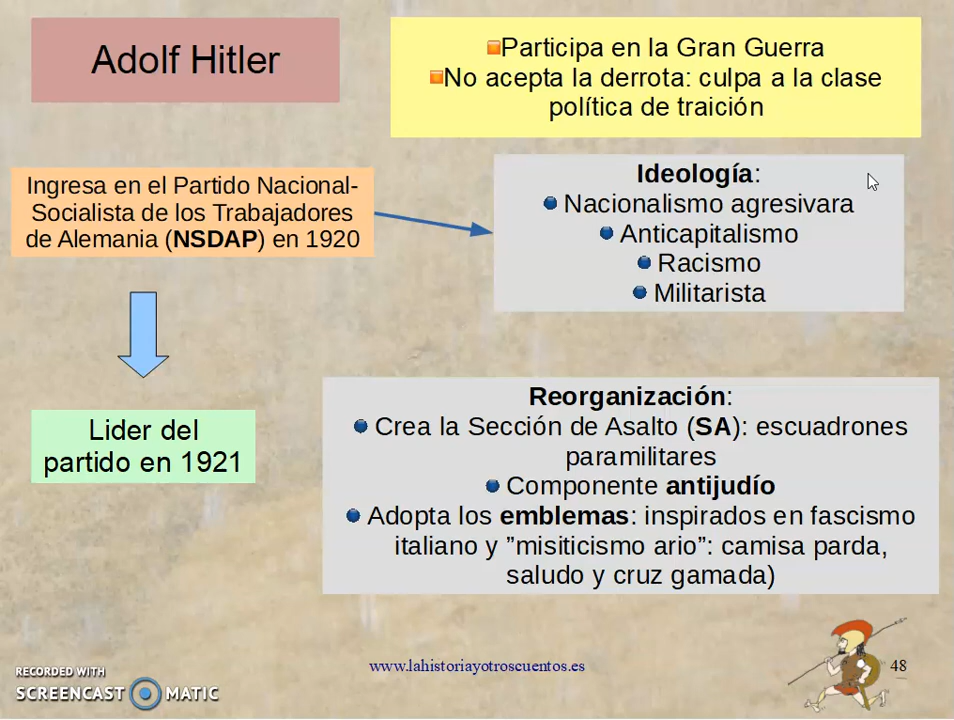 Adolf Hitler
Participa en la Gran Guerra
No acepta la derrota: culpa a la clase
política de traición
Ingresa en el Partido Nacional-
Socialista de los Trabajadores
de Alemania (NSDAP) en 1920
Ideología:
Nacionalismo agresivara
Anticapitalismo
Racismo
Militarista
Lider del
partido en 1921
Reorganización:
Crea la Sección de Asalto (SA): escuadrones
paramilitares
Componente antijudío
Adopta los emblemas: inspirados en fascismo
italiano y ”misiticismo ario”: camisa parda,
saludo y cruz gamada)
RECORDED WITH
SCREENCAST MATIC
www.lahistoriayotroscuentos.es
48